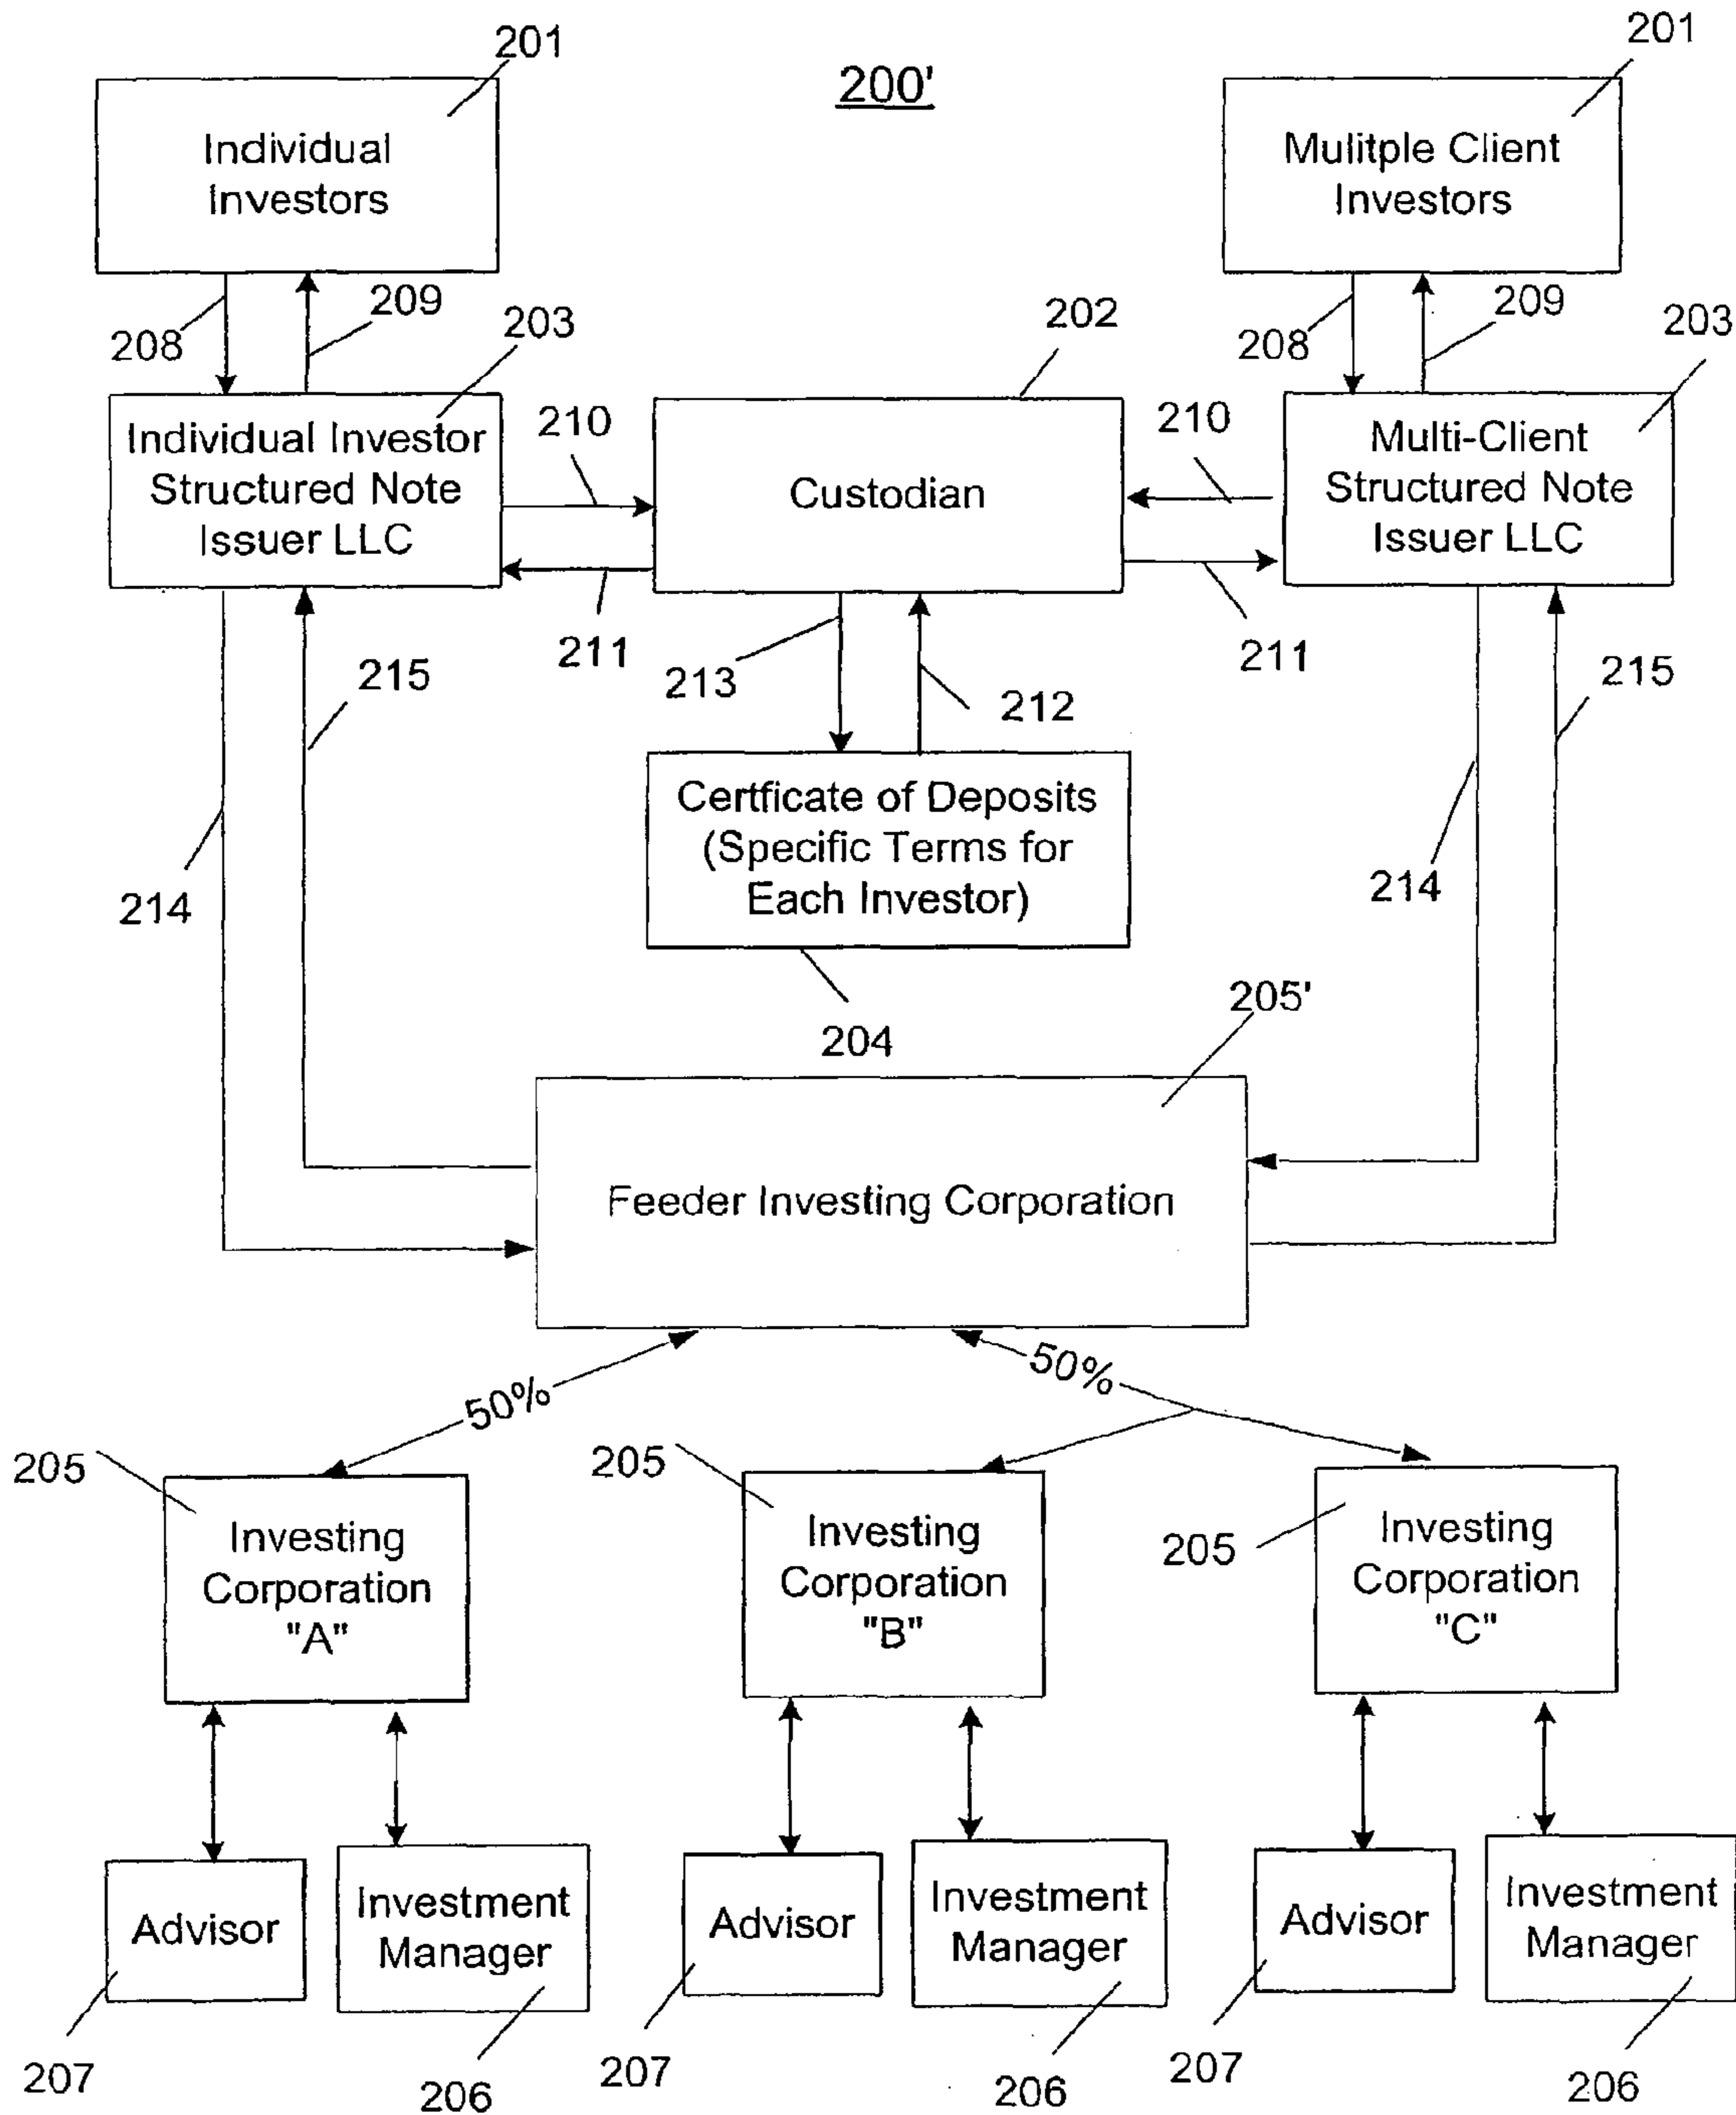 201
201
200'
Individual
Investors
Mulitple Client
Investors
208
209
203
202
208
209
203
Individual Investor
Structured Note
Issuer LLC
210
Custodian
210
Multi-Client
Structured Note
Issuer LLC
211
213
212
211
215
215
Certficate of Deposits
(Specific Terms for
Each Investor)
214
214
204
205'
Feeder Investing Corporation
50%
50%
205
205
205
Investing
Corporation
"A"
Investing
Corporation
"B"
Investing
Corporation
"C"
Advisor
Investment
Manager
Advisor
Investment
Manager
Advisor
Investment
Manager
207
206
207
206
207
206